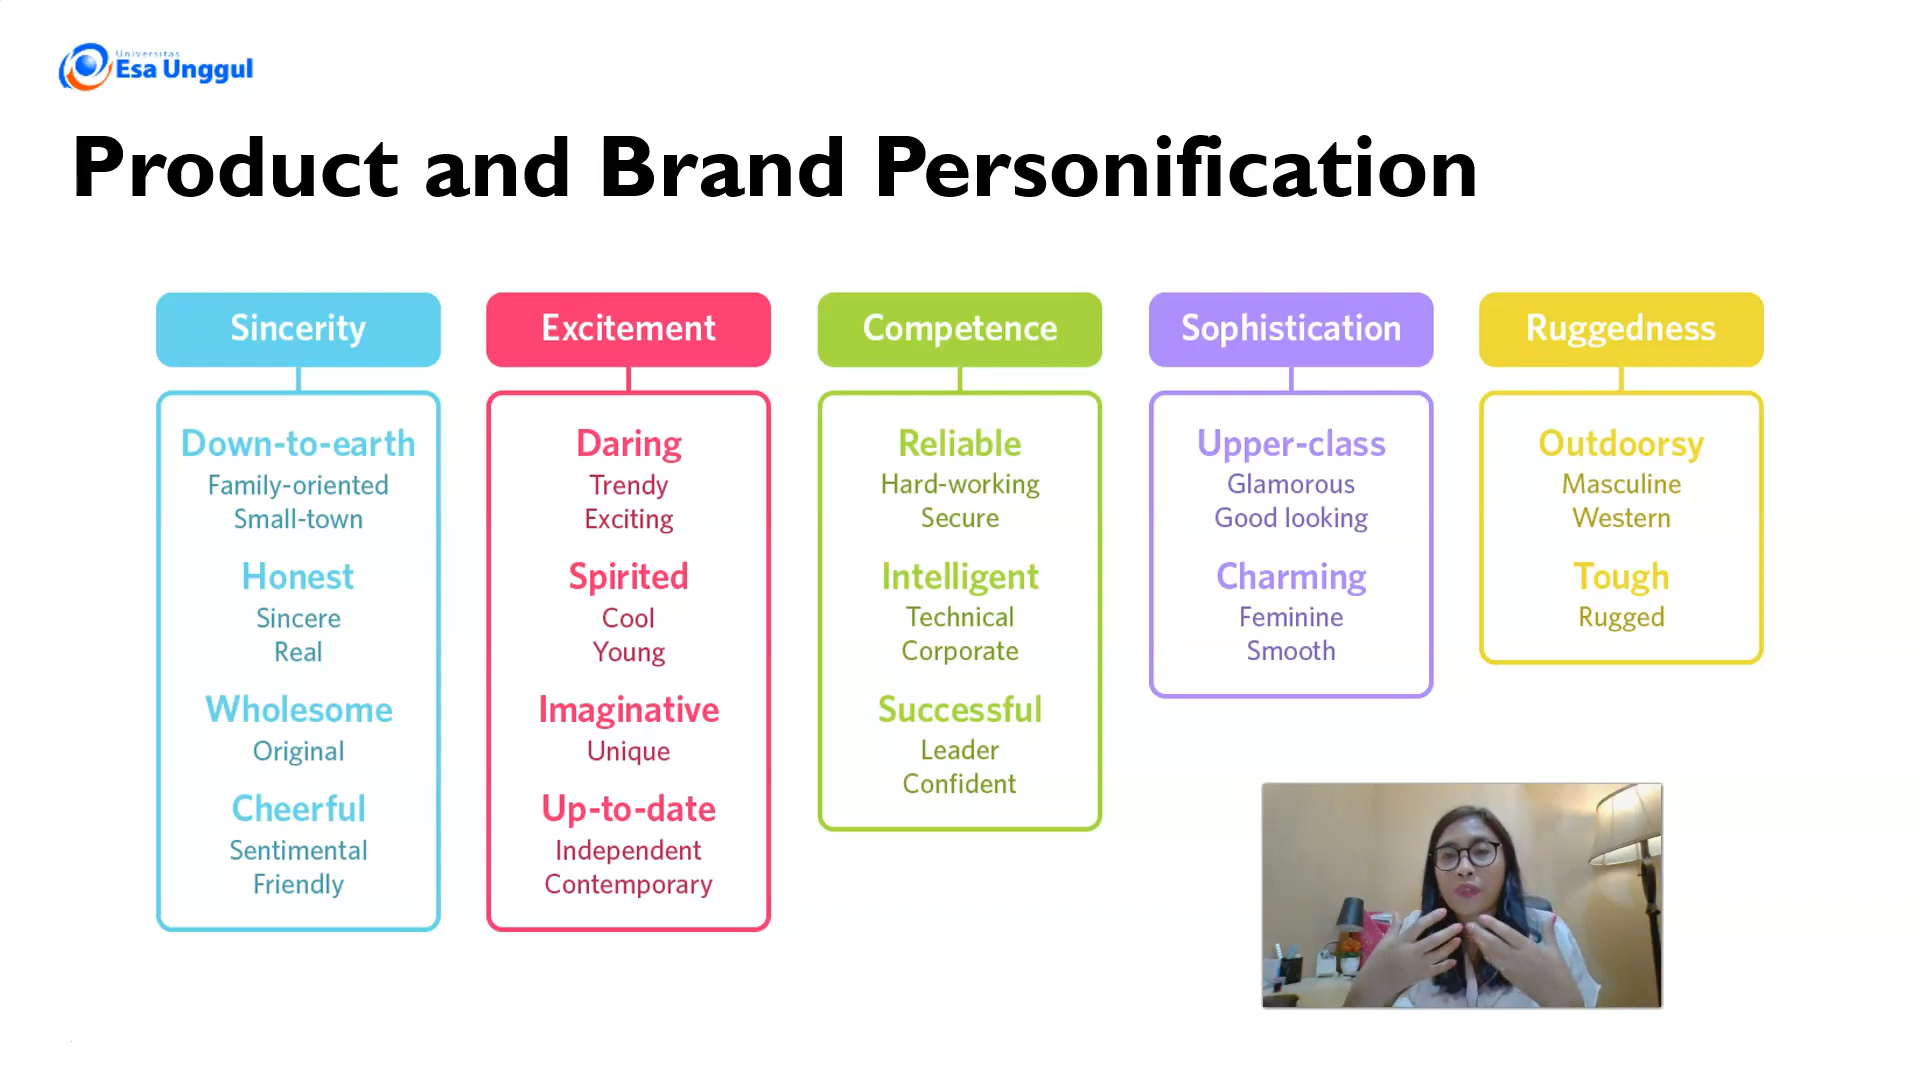 Universitas
Esa Unggul
Product and Brand Personification
Sincerity
Down-to-earth
Family-oriented
Small-town
Honest
Sincere
Real
Wholesome
Original
Cheerful
Sentimental
Friendly
Excitement
Daring
Trendy
Exciting
Spirited
Cool
Young
Imaginative
Unique
Up-to-date
Independent
Contemporary
Competence
Reliable
Hard-working
Secure
Intelligent
Technical
Corporate
Successful
Leader
Confident
Sophistication
Upper-class
Glamorous
Good looking
Charming
Feminine
Smooth
Ruggedness
Outdoorsy
Masculine
Western
Tough
Rugged